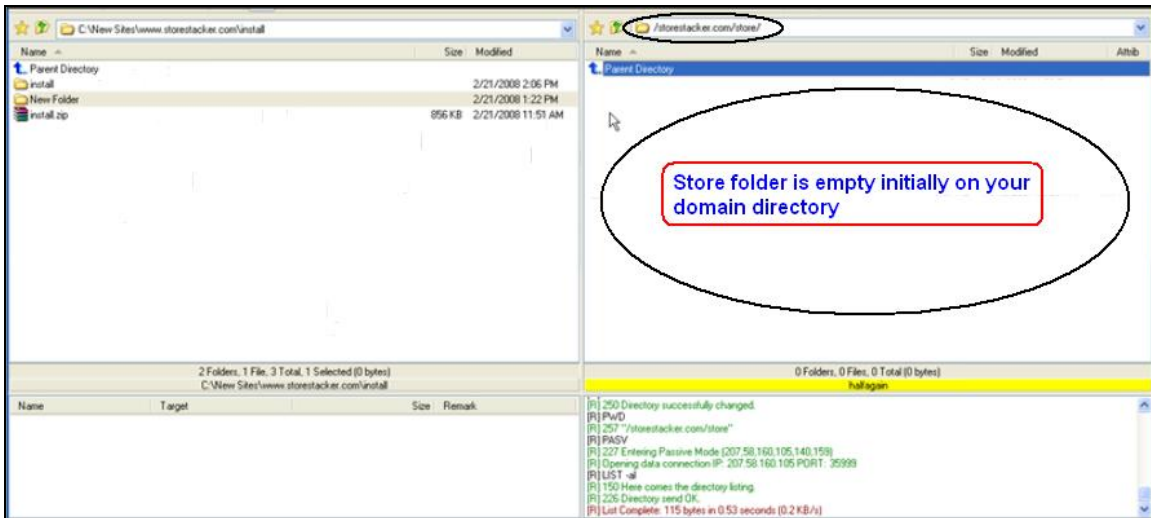 C:\New Sites\www.storestacker.com\install
Name Size Modified
Parent Directory
install 2/21/2008 2:06 PM
New Folder 2/21/2008 1:22 PM
install.zip 856 KB 2/21/2008 11:51 AM
2 Folders, 1 File, 3 Total, 1 Selected (0 bytes)
C:\New Sites\www.storestacker.com\install
/storestacker.com/store/
Name Size Modified Attrib
Parent Directory
Store folder is empty initially on your
domain directory
0 Folders, 0 Files, 0 Total (0 bytes)
halfagain
Name Target Size Remark
[R] 250 Directory successfully changed.
[R] PWD
[R] 257 "/storestacker.com/store"
[R] PASV
[R] 227 Entering Passive Mode (207,58,160,105,140,159)
[R] Opening data connection IP: 207.58.160.105 PORT: 35999
[R] LIST -al
[R] 150 Here comes the directory listing.
[R] 226 Directory send OK.
[R] List Complete: 115 bytes in 0.53 seconds (0.2 KB/s)